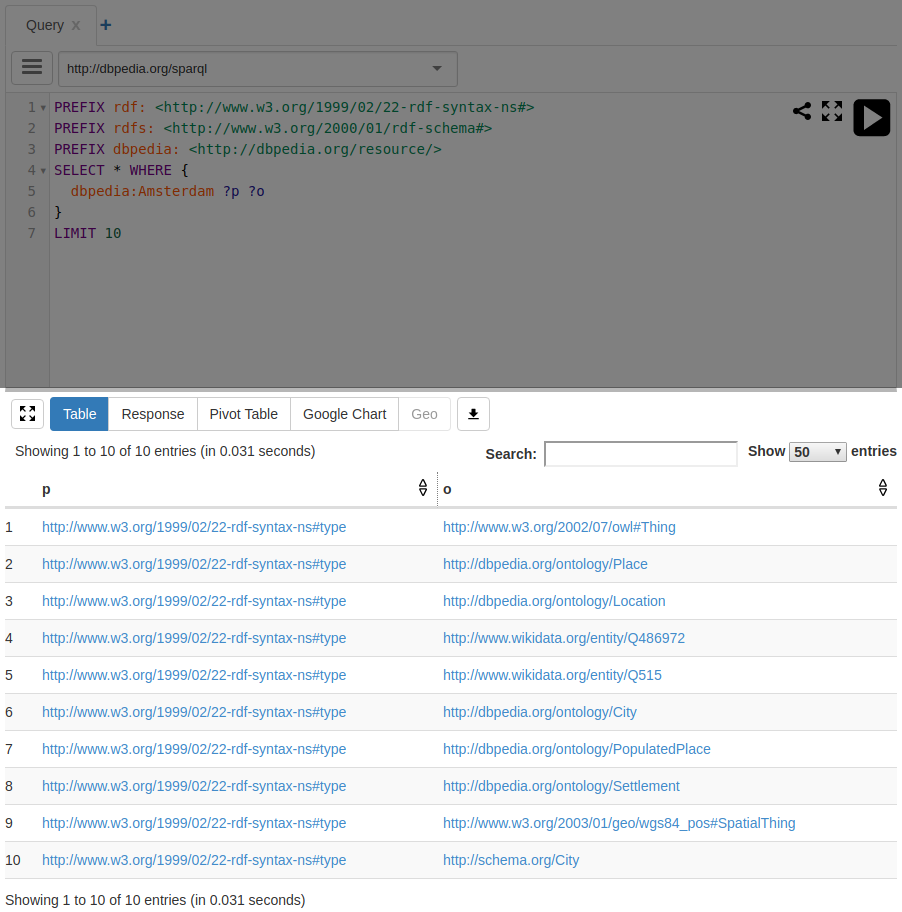 Query x +
http://dbpedia.org/sparql
1 PREFIX rdf: <http://www.w3.org/1999/02/22-rdf-syntax-ns#>
2 PREFIX rdfs: <http://www.w3.org/2000/01/rdf-schema#>
3 PREFIX dbpedia: <http://dbpedia.org/resource/>
4 SELECT * WHERE {
5 dbpedia:Amsterdam ?p ?o
6 }
7 LIMIT 10
Table Response Pivot Table Google Chart Geo
Showing 1 to 10 of 10 entries (in 0.031 seconds) Search: Show 50 entries
p o
1 http://www.w3.org/1999/02/22-rdf-syntax-ns#type http://www.w3.org/2002/07/owl#Thing
2 http://www.w3.org/1999/02/22-rdf-syntax-ns#type http://dbpedia.org/ontology/Place
3 http://www.w3.org/1999/02/22-rdf-syntax-ns#type http://dbpedia.org/ontology/Location
4 http://www.w3.org/1999/02/22-rdf-syntax-ns#type http://www.wikidata.org/entity/Q486972
5 http://www.w3.org/1999/02/22-rdf-syntax-ns#type http://www.wikidata.org/entity/Q515
6 http://www.w3.org/1999/02/22-rdf-syntax-ns#type http://dbpedia.org/ontology/City
7 http://www.w3.org/1999/02/22-rdf-syntax-ns#type http://dbpedia.org/ontology/PopulatedPlace
8 http://www.w3.org/1999/02/22-rdf-syntax-ns#type http://dbpedia.org/ontology/Settlement
9 http://www.w3.org/1999/02/22-rdf-syntax-ns#type http://www.w3.org/2003/01/geo/wgs84_pos#SpatialThing
10 http://www.w3.org/1999/02/22-rdf-syntax-ns#type http://schema.org/City
Showing 1 to 10 of 10 entries (in 0.031 seconds)